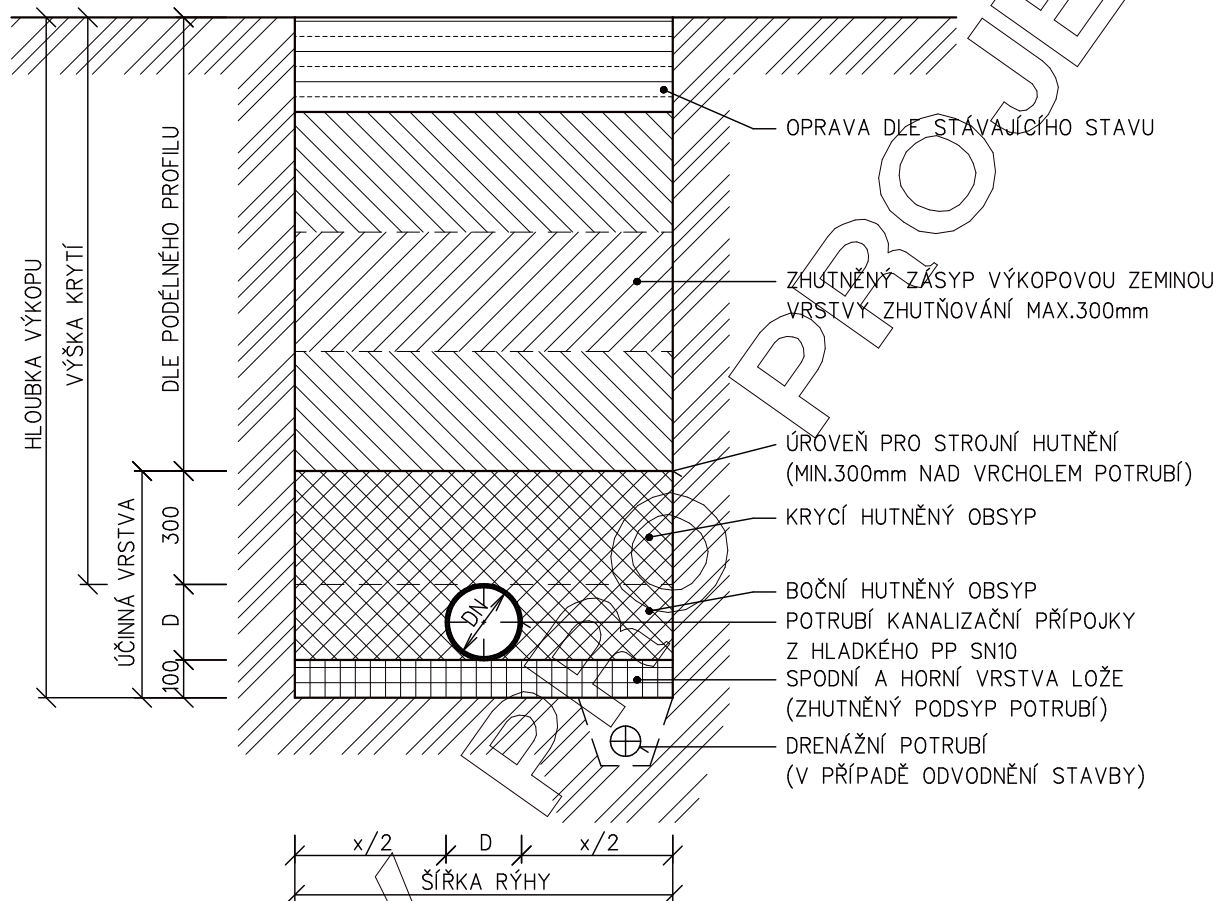 OPRAVA DLE STÁVAJÍCÍHO STAVU
ZHUTNĚNÝ ZÁSYP VÝKOPOVOU ZEMINOU
VRSTVY ZHUTŇOVÁNÍ MAX.300mm
ÚROVEŇ PRO STROJNÍ HUTNĚNÍ
(MIN.300mm NAD VRCHOLEM POTRUBÍ)
KRYCÍ HUTNĚNÝ OBSYP
BOČNÍ HUTNĚNÝ OBSYP
POTRUBÍ KANALIZAČNÍ PŘÍPOJKY
Z HLADKÉHO PP SN10
SPODNÍ A HORNÍ VRSTVA LOŽE
(ZHUTNĚNÝ PODSYP POTRUBÍ)
DRENÁŽNÍ POTRUBÍ
(V PŘÍPADĚ ODVODNĚNÍ STAVBY)
HLOUBKA VÝKOPU
VÝŠKA KRYTÍ
DLE PODÉLNÉHO PROFILU
ÚČINNÁ VRSTVA
300
D
100
DN
x/2
D
x/2
ŠÍŘKA RÝHY
PRO
PROJE